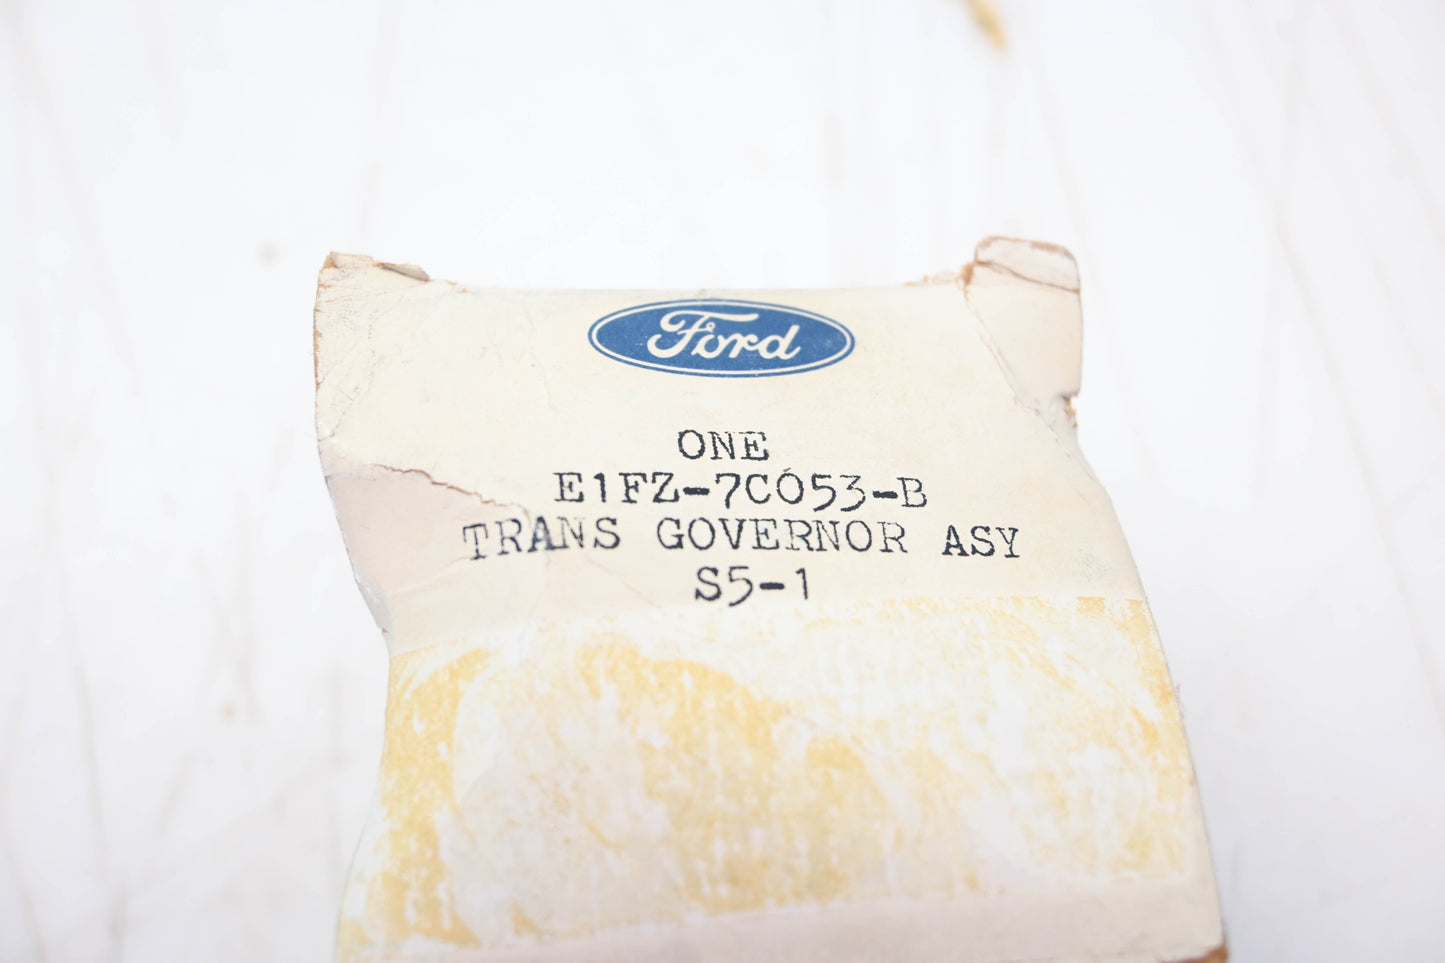 Ford
ONE
E1FZ-7C053-B
TRANS GOVERNOR ASY
S5-1